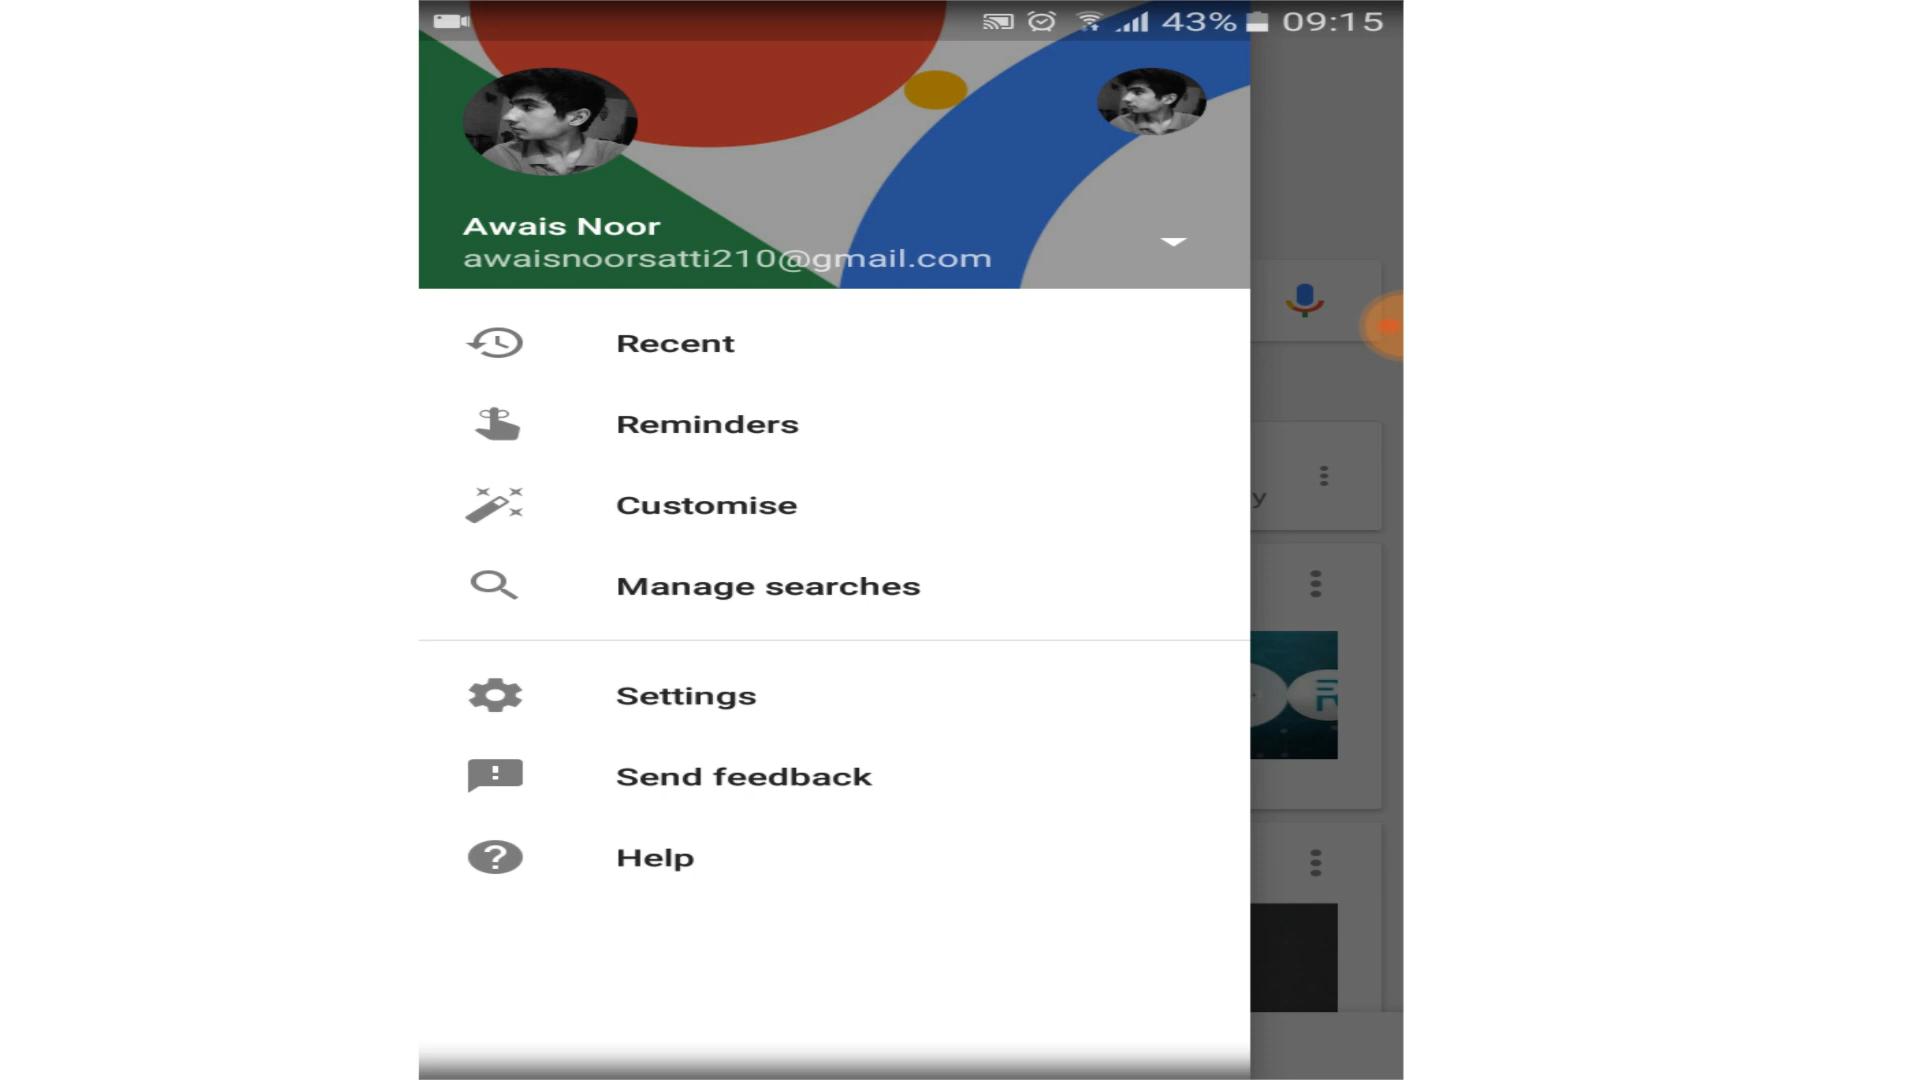 43% 09:15
Awais Noor
awaisnoorsatti210@gmail.com
Recent
Reminders
Customise
y
Manage searches
Settings
Send feedback
Help